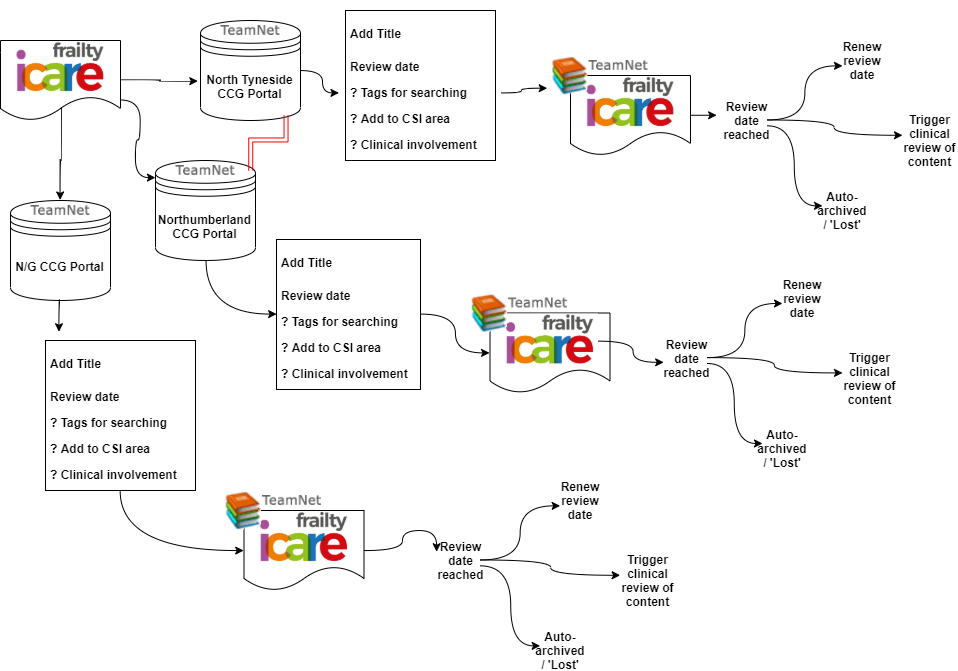 frailty
icare
TeamNet
North Tyneside
CCG Portal
Add Title
Review date
? Tags for searching
? Add to CSI area
? Clinical involvement
TeamNet
frailty
icare
Review
date
reached
Renew
review
date
Trigger
clinical
review of
content
Auto-
archived
/ 'Lost'
TeamNet
Northumberland
CCG Portal
TeamNet
N/G CCG Portal
Add Title
Review date
? Tags for searching
? Add to CSI area
? Clinical involvement
TeamNet
frailty
icare
Review
date
reached
Renew
review
date
Trigger
clinical
review of
content
Auto-
archived
/ 'Lost'
Add Title
Review date
? Tags for searching
? Add to CSI area
? Clinical involvement
TeamNet
frailty
icare
Review
date
reached
Renew
review
date
Trigger
clinical
review of
content
Auto-
archived
/ 'Lost'